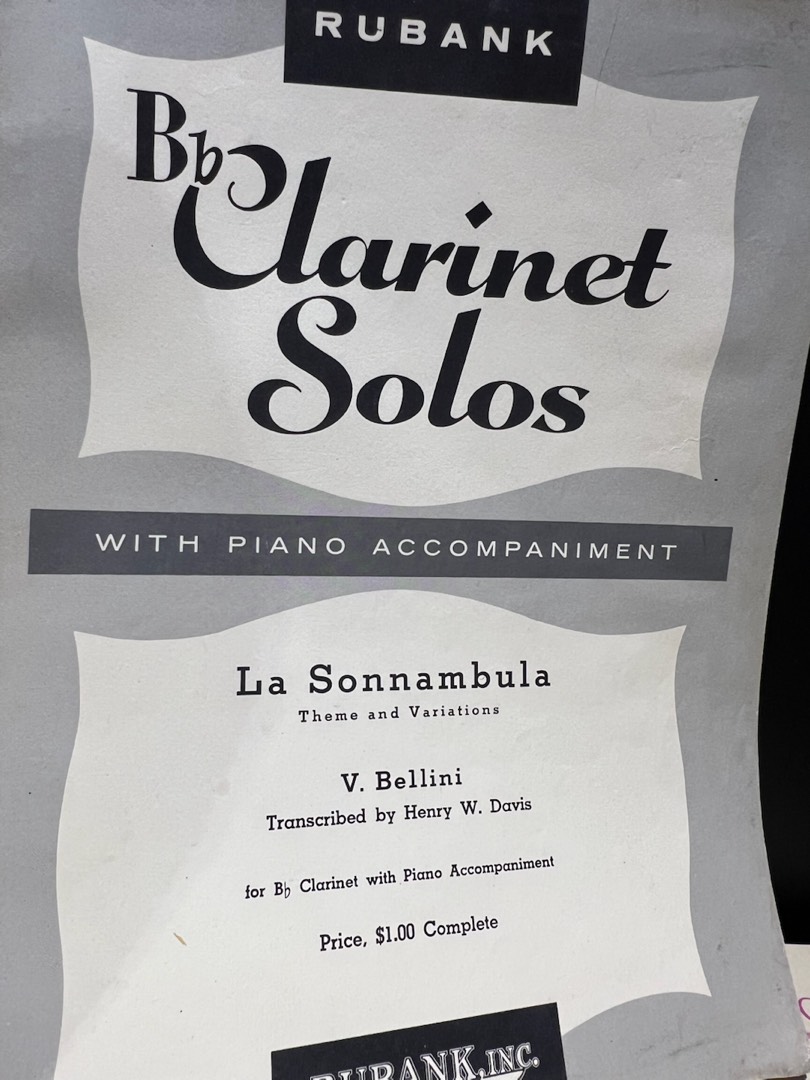 RUBANK
B♭ Clarinet
Solos
WITH PIANO ACCOMPANIMENT
La Sonnambula
Theme and Variations
V. Bellini
Transcribed by Henry W. Davis
for B♭ Clarinet with Piano Accompaniment
Price, $1.00 Complete
RUBANK, INC.